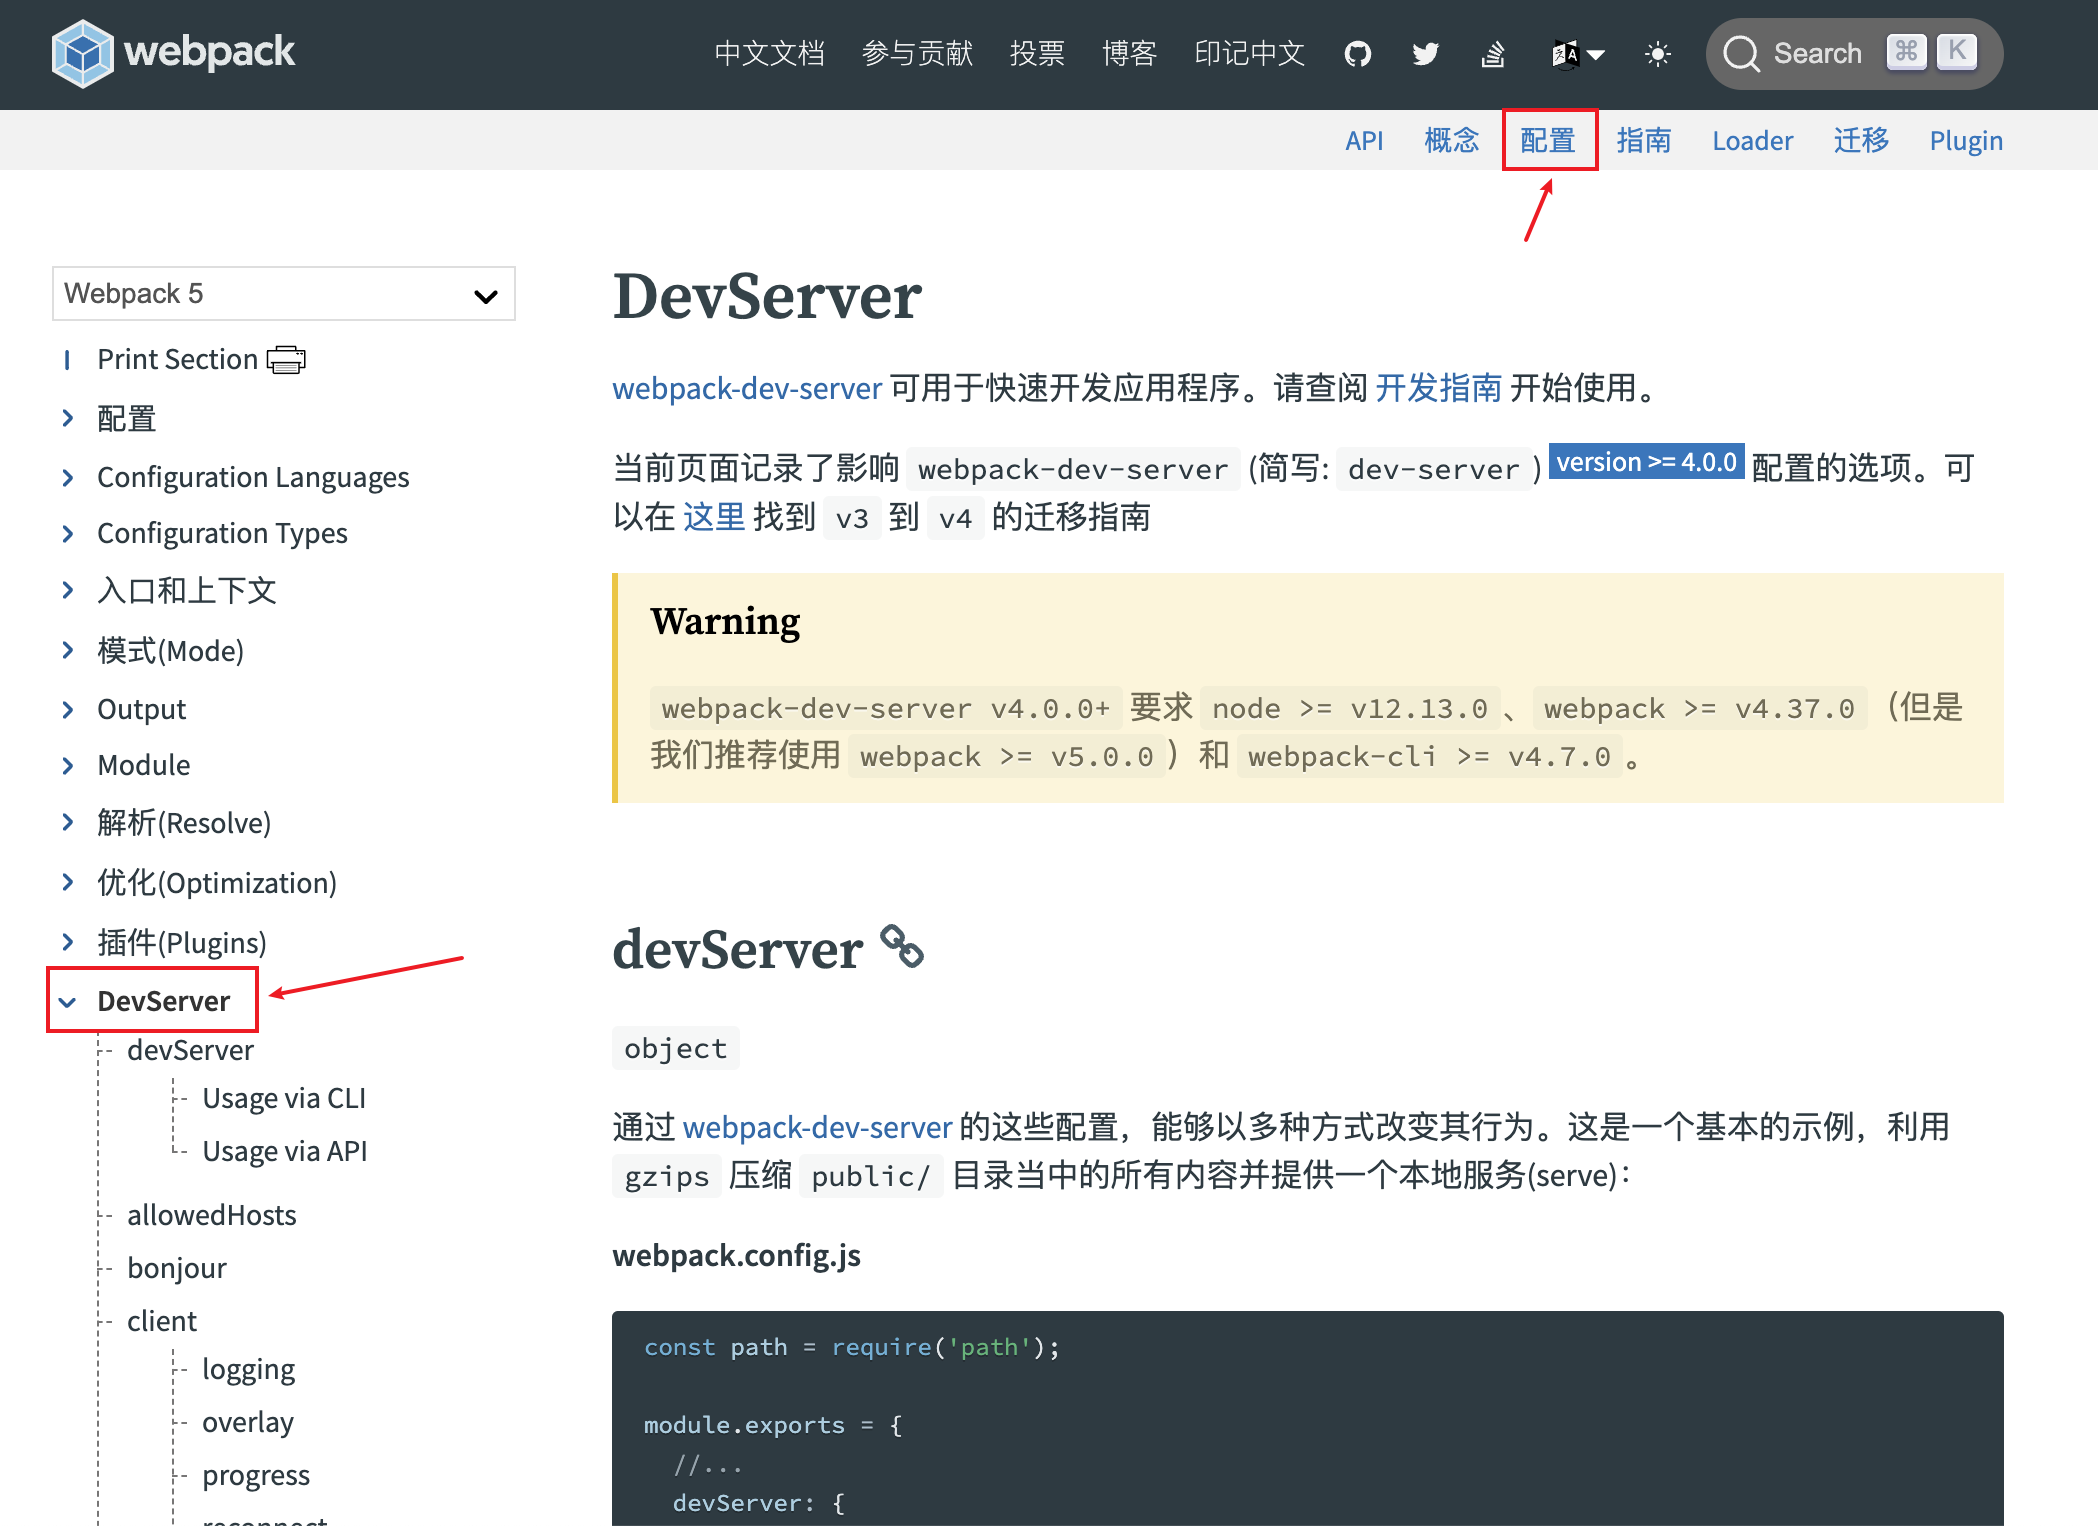 webpack
中文文档 参与贡献 投票 博客 印记中文 Search ⌘ K
API 概念 配置 指南 Loader 迁移 Plugin
Webpack 5
Print Section
配置
Configuration Languages
Configuration Types
入口和上下文
模式(Mode)
Output
Module
解析(Resolve)
优化(Optimization)
插件(Plugins)
DevServer
devServer
Usage via CLI
Usage via API
allowedHosts
bonjour
client
logging
overlay
progress
reconnect
DevServer
webpack-dev-server 可用于快速开发应用程序。请查阅 开发指南 开始使用。
当前页面记录了影响 webpack-dev-server (简写: dev-server) version >= 4.0.0 配置的选项。可
以在 这里 找到 v3 到 v4 的迁移指南
Warning
webpack-dev-server v4.0.0+ 要求 node >= v12.13.0、webpack >= v4.37.0（但是
我们推荐使用 webpack >= v5.0.0）和 webpack-cli >= v4.7.0。
devServer
object
通过 webpack-dev-server 的这些配置，能够以多种方式改变其行为。这是一个基本的示例，利用
gzips 压缩 public/ 目录当中的所有内容并提供一个本地服务(serve)：
webpack.config.js
const path = require('path');
module.exports = {
//...
devServer: {